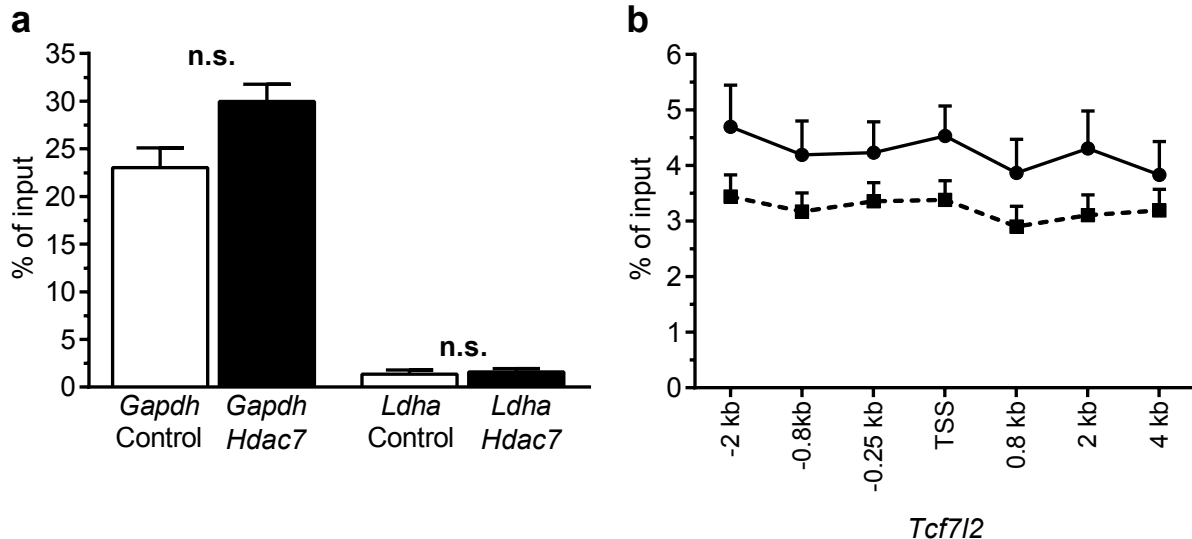 a
n.s.
35
30
25
20
15
10
5
0
% of input
n.s.
Gapdh
Control
Gapdh
Hdac7
Ldha
Control
Ldha
Hdac7
b
6
5
4
3
2
1
0
% of input
-2 kb
-0.8kb
-0.25 kb
TSS
0.8 kb
2 kb
4 kb
Tcf7l2